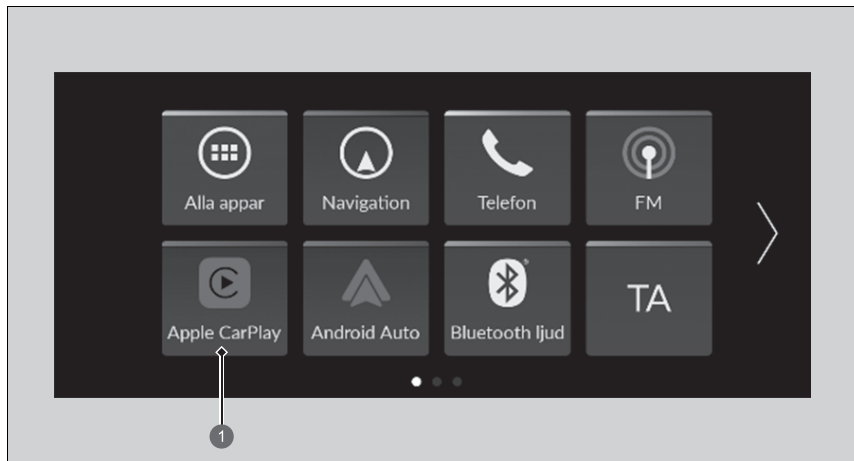 Alla appar
Navigation
Telefon
FM
Apple CarPlay
Android Auto
Bluetooth ljud
TA
1